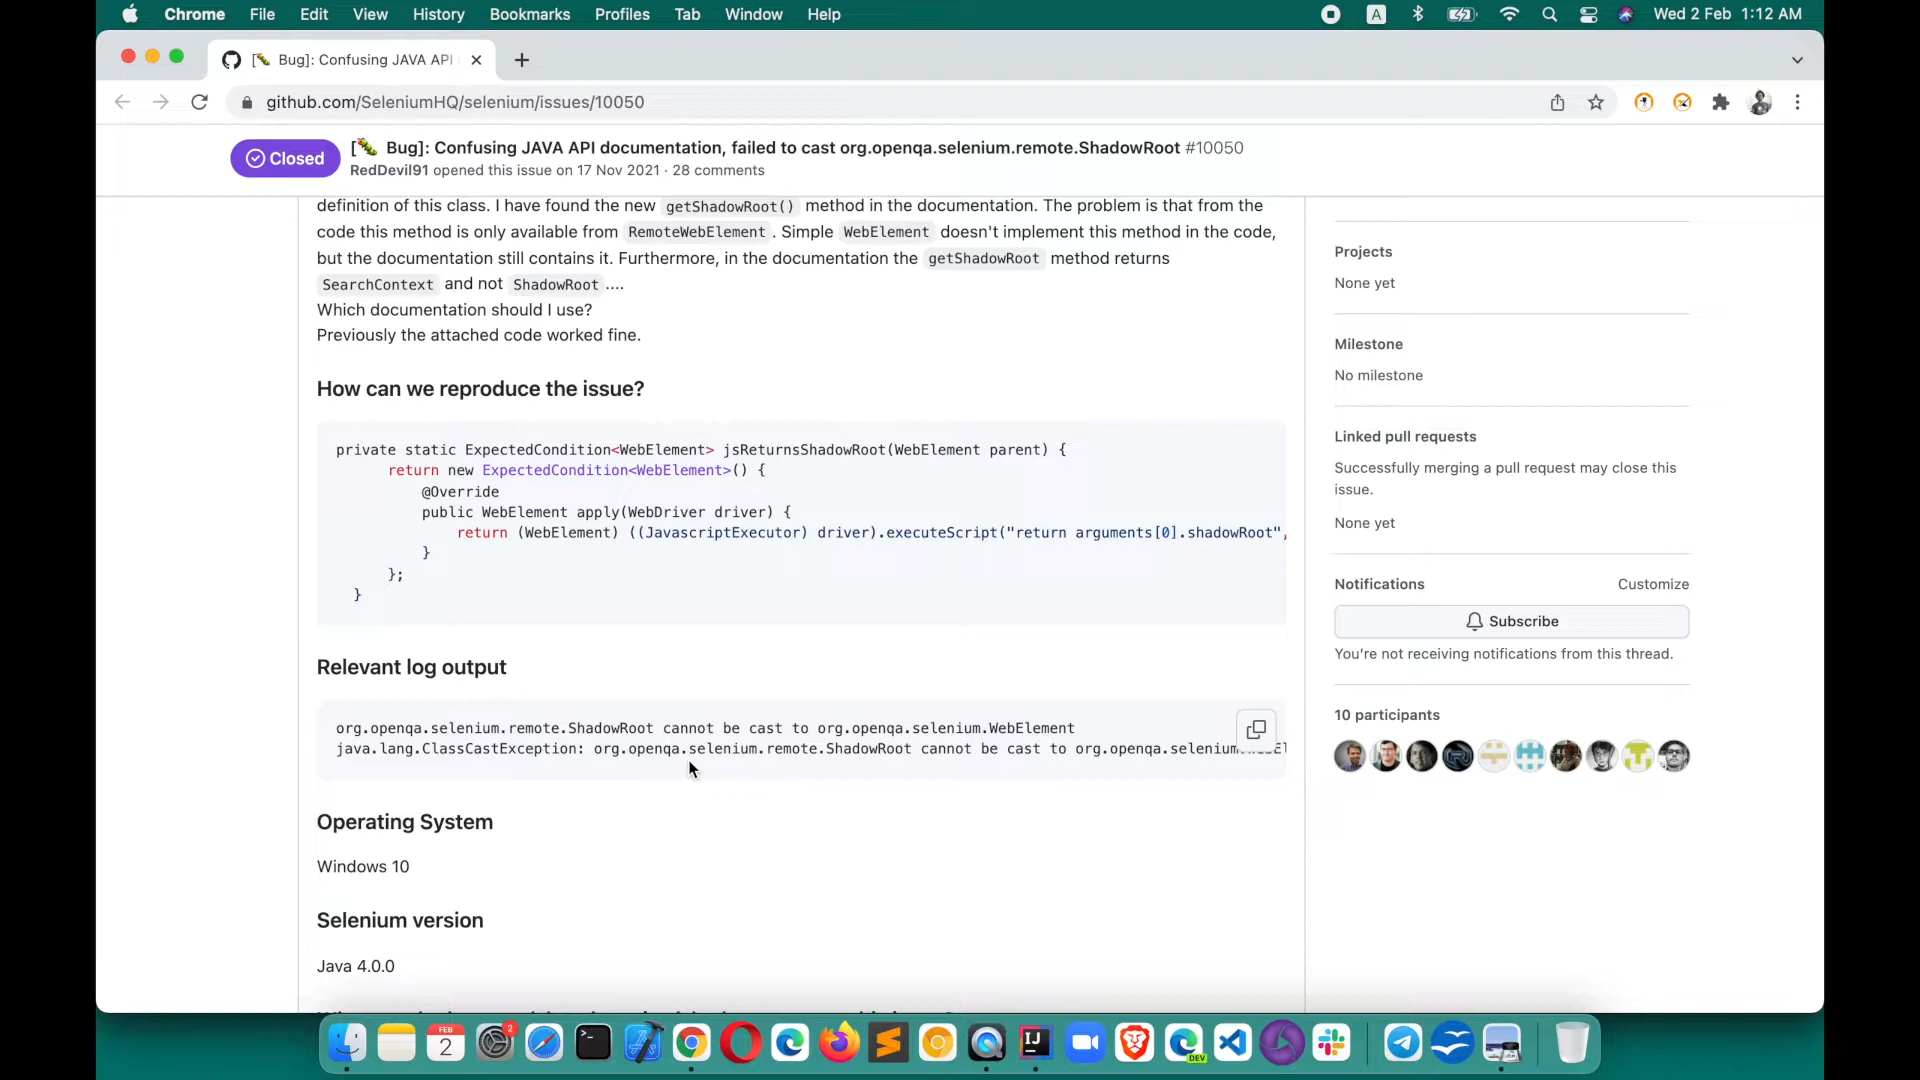 Chrome File Edit View History Bookmarks Profiles Tab Window Help
A
Wed 2 Feb 1:12 AM
[🐛 Bug]: Confusing JAVA API
github.com/SeleniumHQ/selenium/issues/10050
Closed
[🐛 Bug]: Confusing JAVA API documentation, failed to cast org.openqa.selenium.remote.ShadowRoot #10050
RedDevil91 opened this issue on 17 Nov 2021 · 28 comments
definition of this class. I have found the new getShadowRoot() method in the documentation. The problem is that from the
code this method is only available from RemoteWebElement . Simple WebElement doesn't implement this method in the code,
but the documentation still contains it. Furthermore, in the documentation the getShadowRoot method returns
SearchContext and not ShadowRoot ....
Which documentation should I use?
Previously the attached code worked fine.
How can we reproduce the issue?
private static ExpectedCondition<WebElement> jsReturnsShadowRoot(WebElement parent) {
return new ExpectedCondition<WebElement>() {
@Override
public WebElement apply(WebDriver driver) {
return (WebElement) ((JavascriptExecutor) driver).executeScript("return arguments[0].shadowRoot",
}
};
}
Relevant log output
org.openqa.selenium.remote.ShadowRoot cannot be cast to org.openqa.selenium.WebElement
java.lang.ClassCastException: org.openqa.selenium.remote.ShadowRoot cannot be cast to org.openqa.selenium
Operating System
Windows 10
Selenium version
Java 4.0.0
Projects
None yet
Milestone
No milestone
Linked pull requests
Successfully merging a pull request may close this
issue.
None yet
Notifications Customize
Subscribe
You're not receiving notifications from this thread.
10 participants
FEB
2
2
IJ
DEV